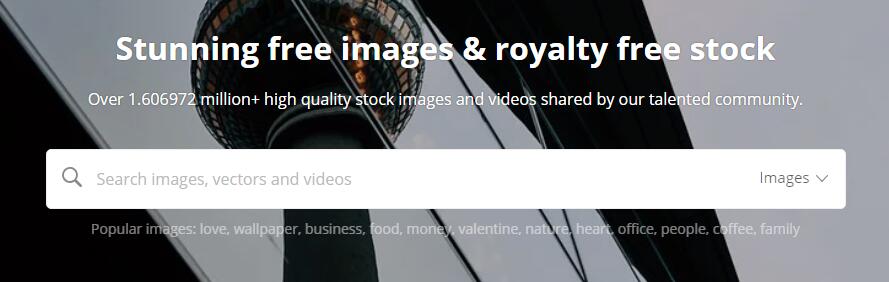 Stunning free images & royalty free stock
Over 1.606972 million+ high quality stock images and videos shared by our talented community.
Search images, vectors and videos Images
Popular images: love, wallpaper, business, food, money, valentine, nature, heart, office, people, coffee, family